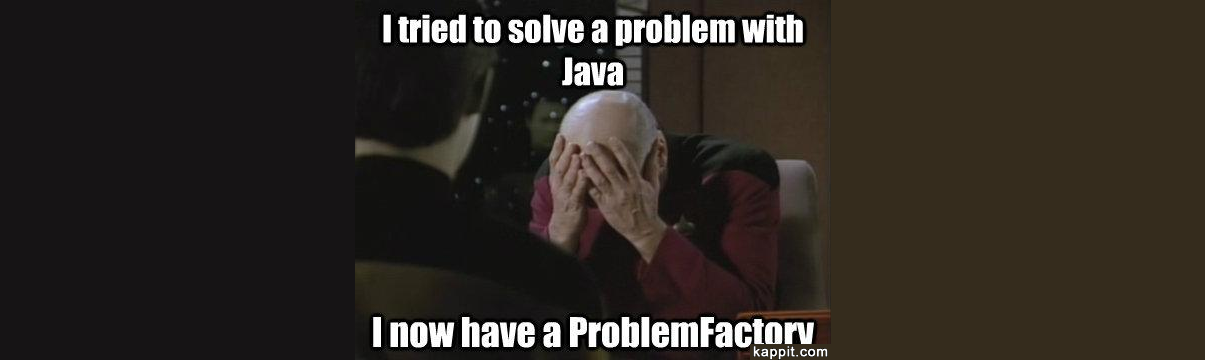 I tried to solve a problem with
Java
I now have a ProblemFactory
kappit.com